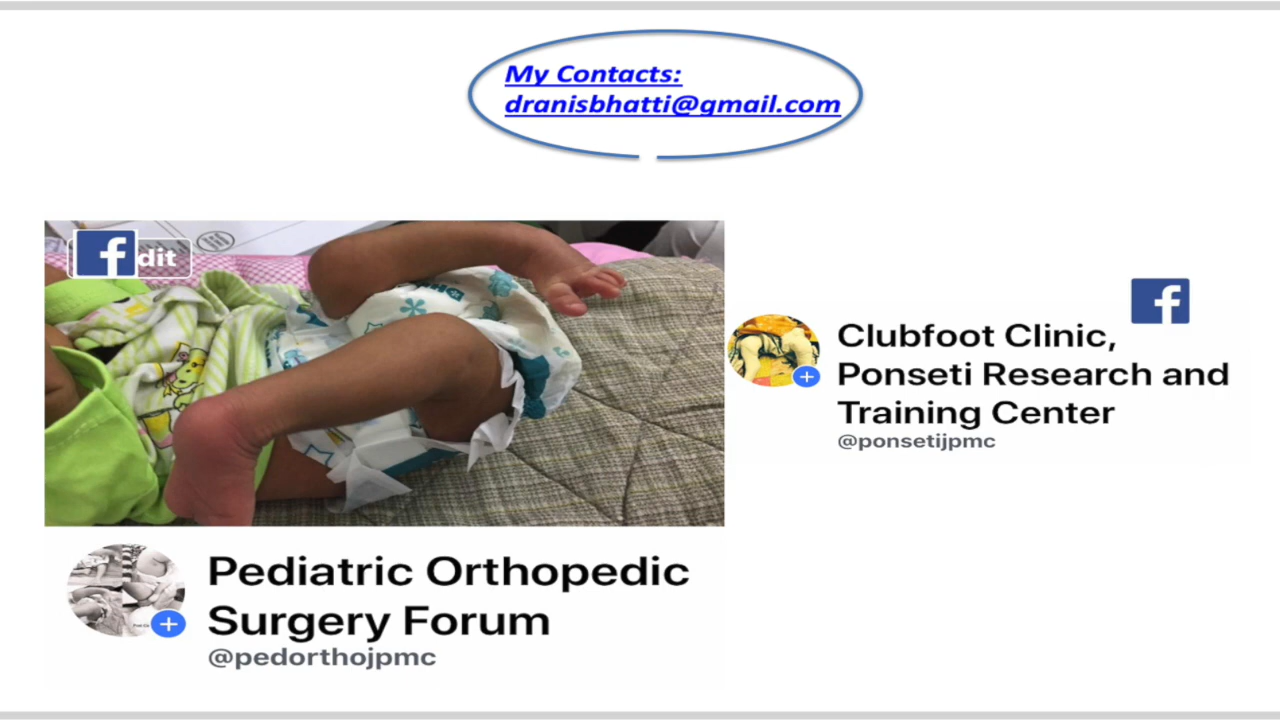 My Contacts:
dranisbhatti@gmail.com
f
dit
f
Clubfoot Clinic,
Ponseti Research and
Training Center
@ponsetijpmc
Pediatric Orthopedic
Surgery Forum
@pedorthojpmc